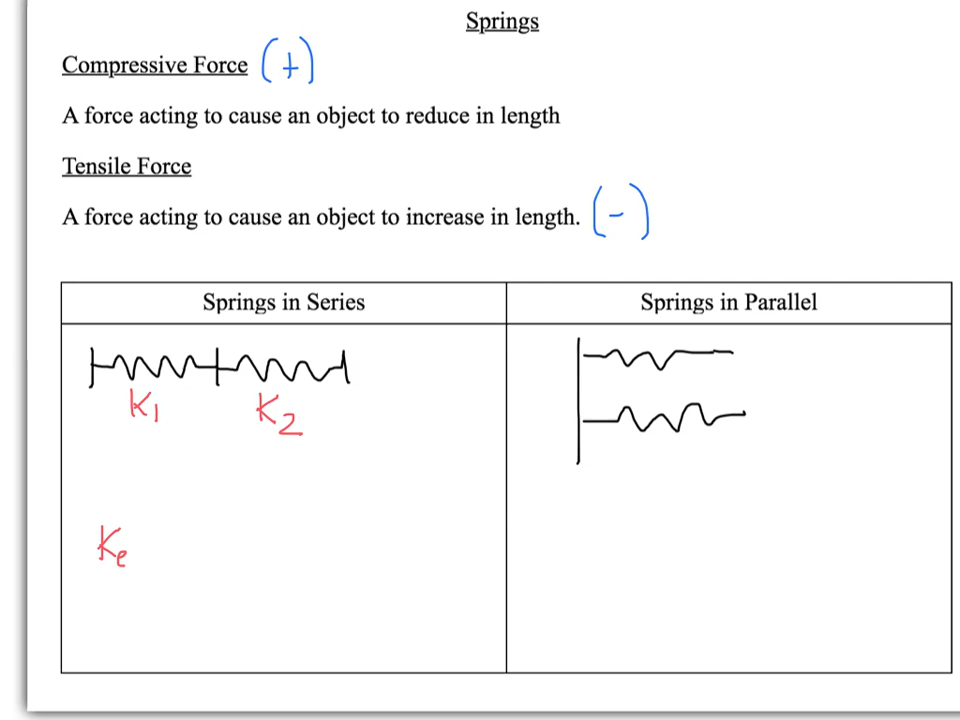 Springs
Compressive Force (+)
A force acting to cause an object to reduce in length
Tensile Force
A force acting to cause an object to increase in length. (-)
Springs in Series
Springs in Parallel
K1 K2
Ke